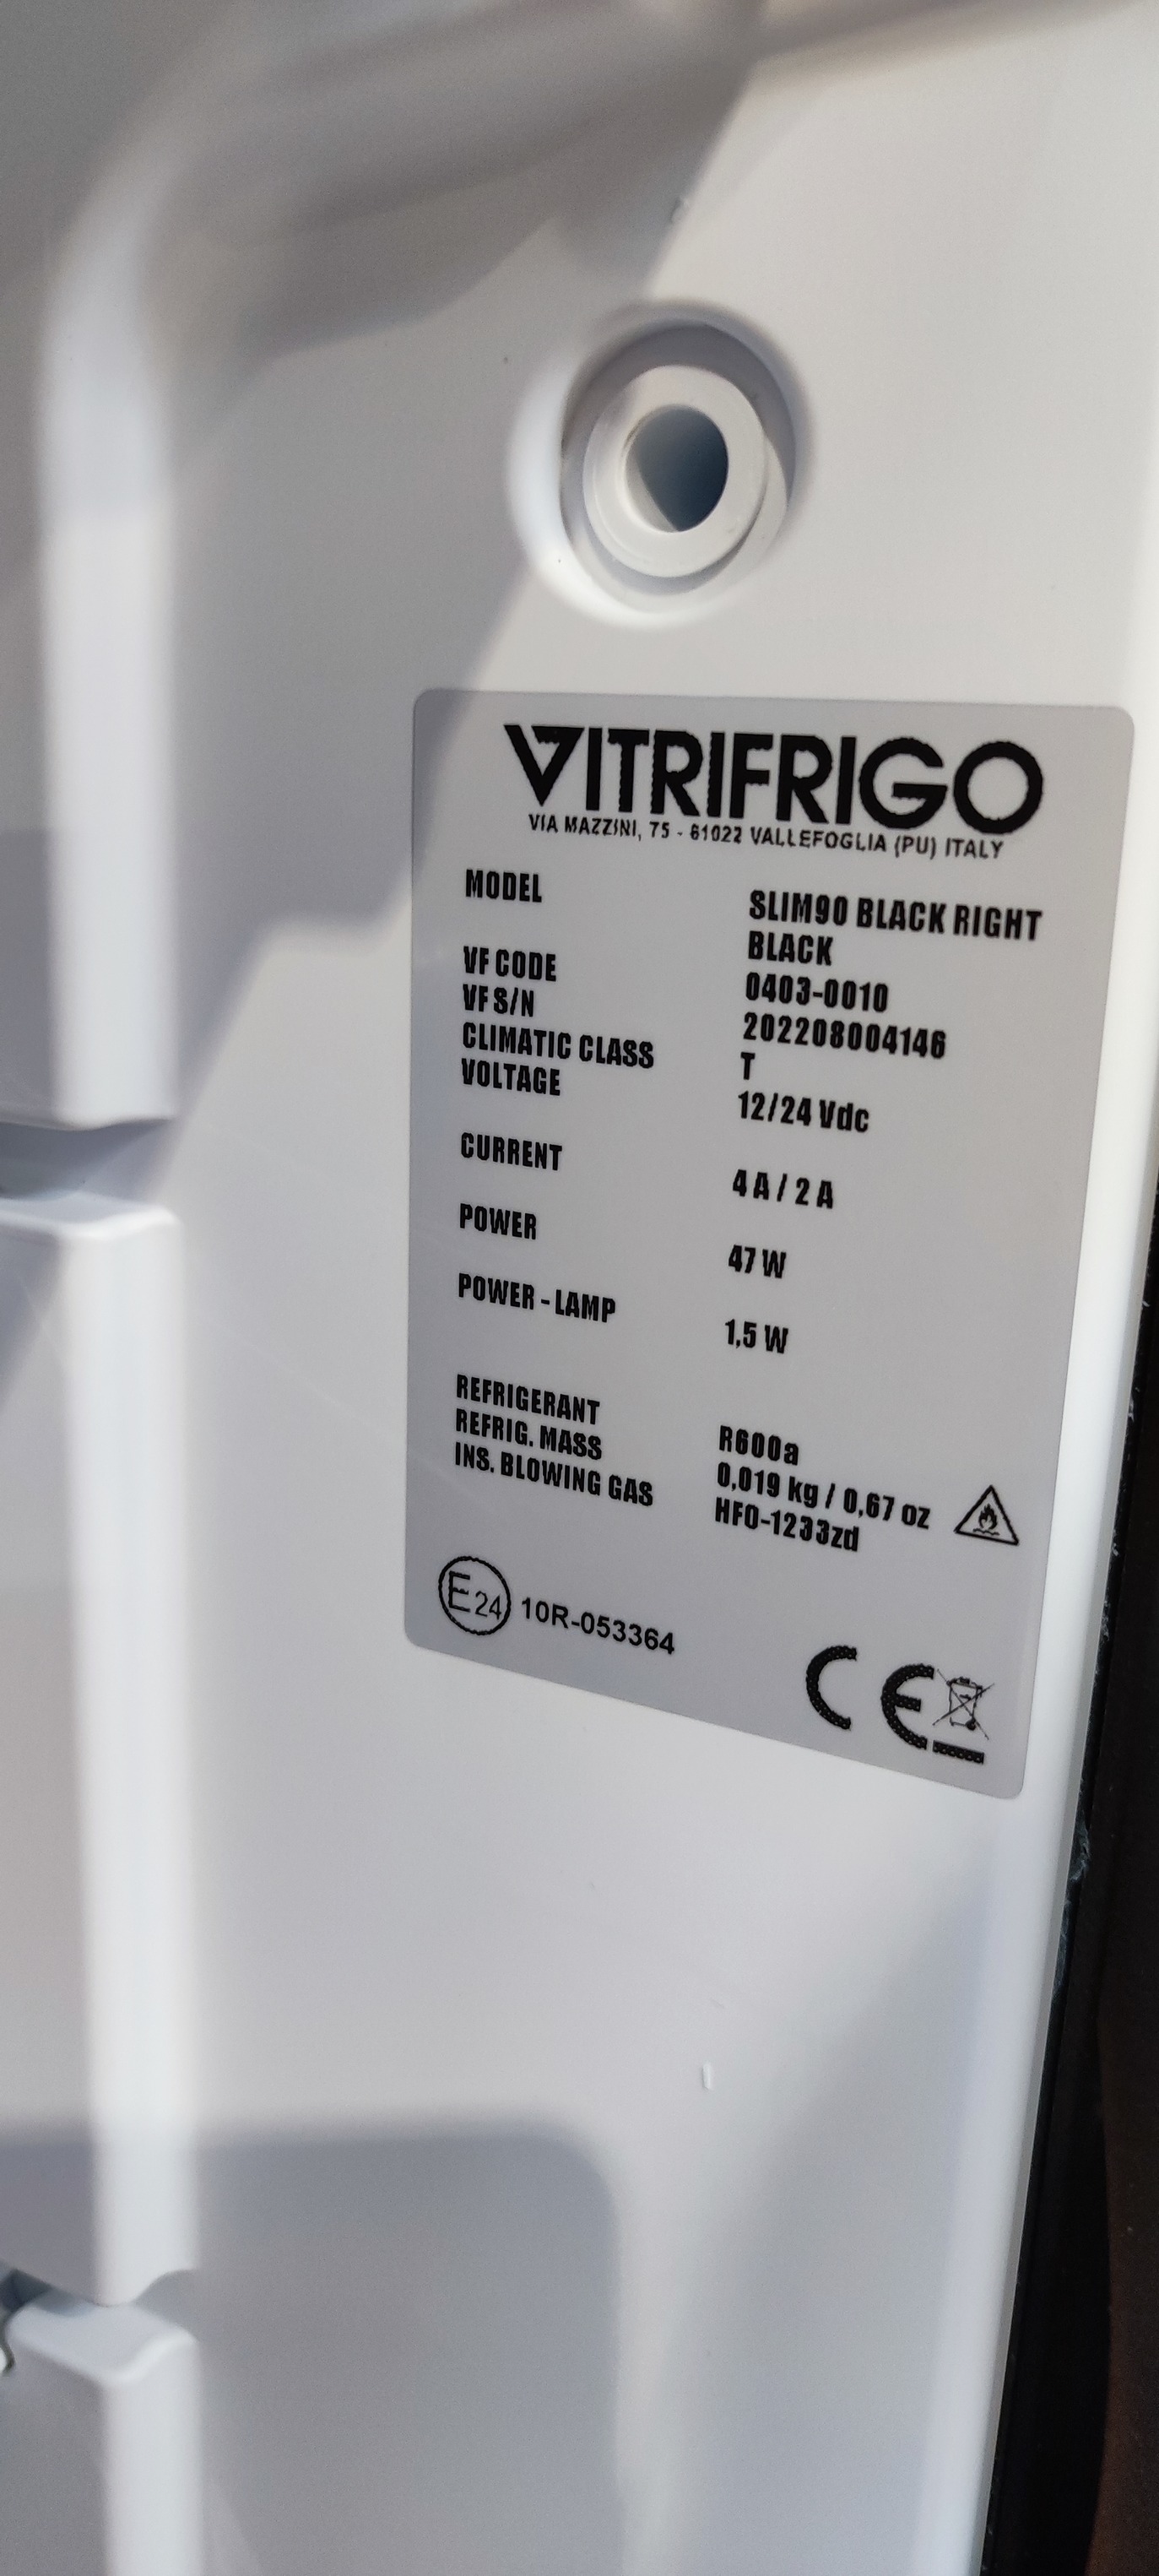 VITRIFRIGO
VIA MAZZINI, 75 - 61022 VALLEFOGLIA (PU) ITALY
MODEL SLIM90 BLACK RIGHT
BLACK
VF CODE 0403-0010
VF S/N 202208004146
CLIMATIC CLASS T
VOLTAGE 12/24 Vdc
CURRENT 4 A / 2 A
POWER 47 W
POWER - LAMP 1,5 W
REFRIGERANT R600a
REFRIG. MASS 0,019 kg / 0,67 oz
INS. BLOWING GAS HFO-1233zd
E24 10R-053364
CE